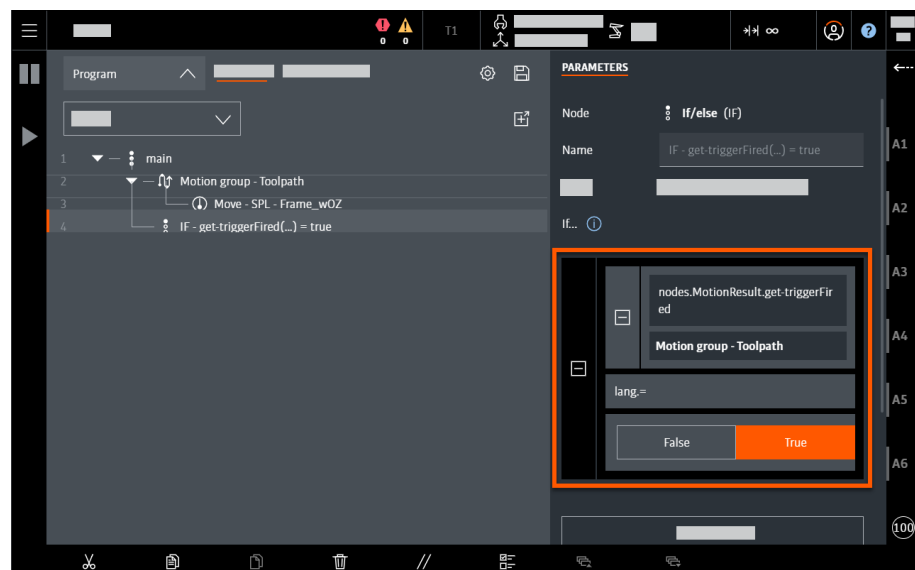 0 0
T1
∞
?
Program
PARAMETERS
Node
If/else (IF)
Name
IF - get-triggerFired(...) = true
If...
1 main
2 Motion group - Toolpath
3 Move - SPL - Frame_wOZ
4 IF - get-triggerFired(...) = true
nodes.MotionResult.get-triggerFir
ed
Motion group - Toolpath
lang.=
False True
A1
A2
A3
A4
A5
A6
100